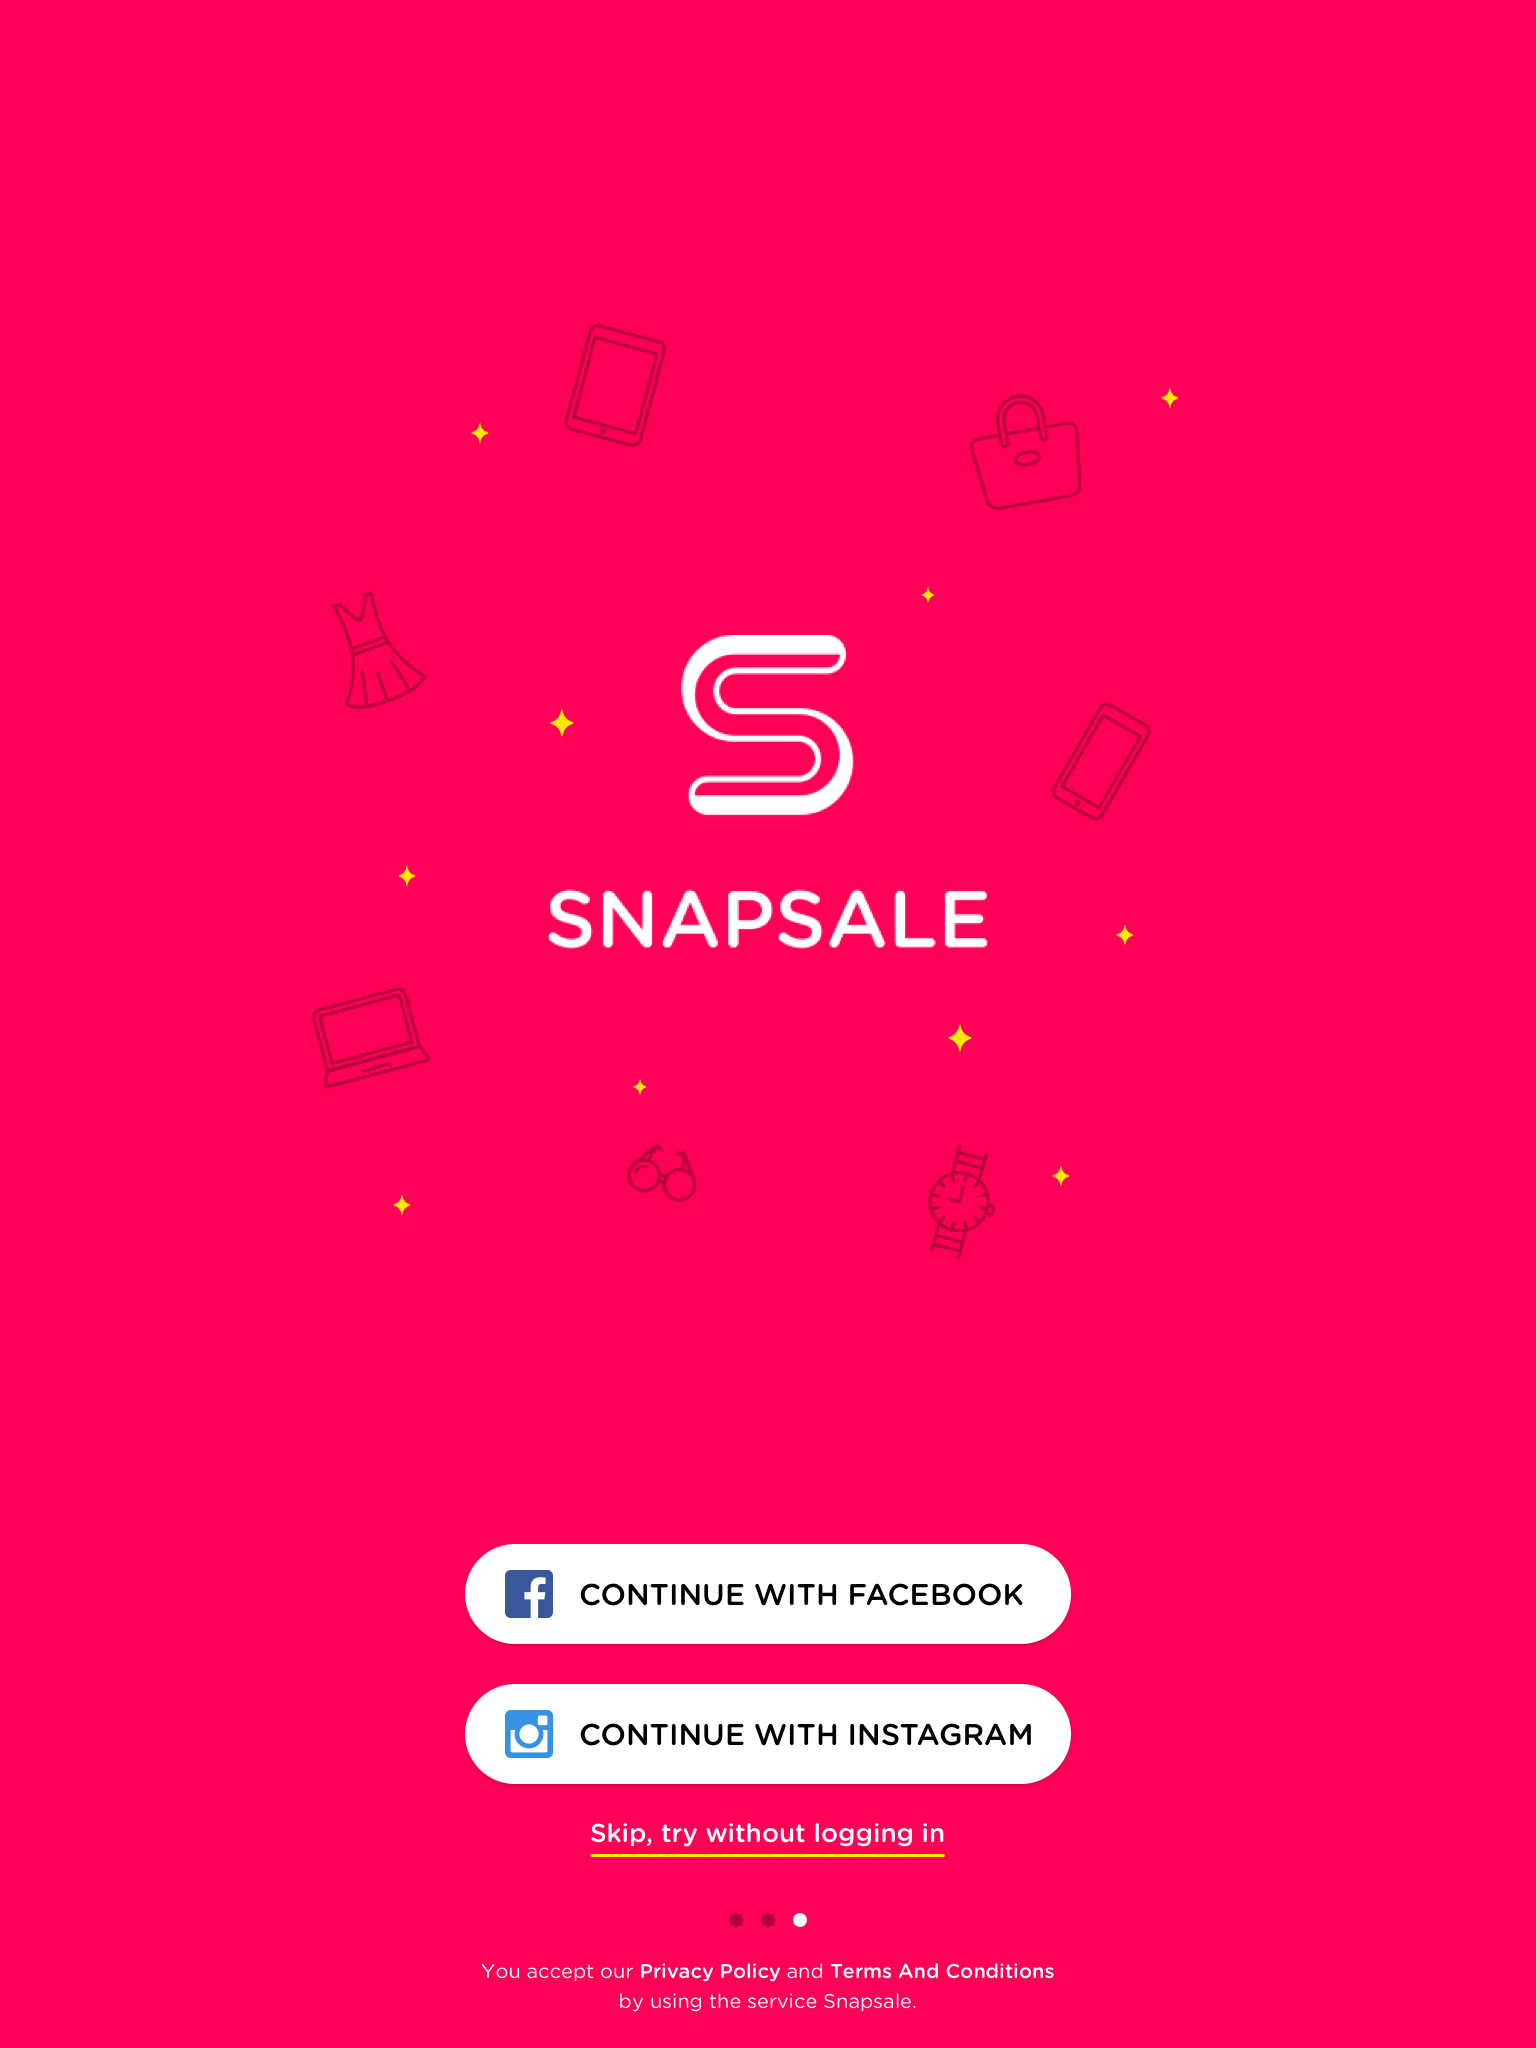 SNAPSALE
CONTINUE WITH FACEBOOK
CONTINUE WITH INSTAGRAM
Skip, try without logging in
You accept our Privacy Policy and Terms And Conditions
by using the service Snapsale.